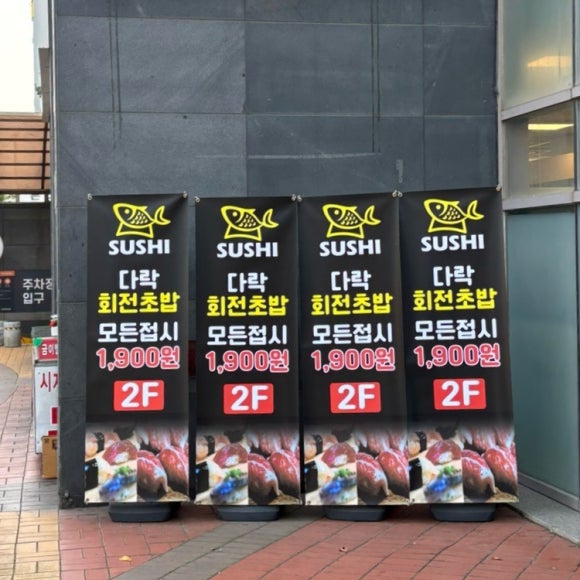 SUSHI
다락
회전초밥
모든접시
1,900원
2F
SUSHI
다락
회전초밥
모든접시
1,900원
2F
SUSHI
다락
회전초밥
모든접시
1,900원
2F
SUSHI
다락
회전초밥
모든접시
1,900원
2F
주차장
입구